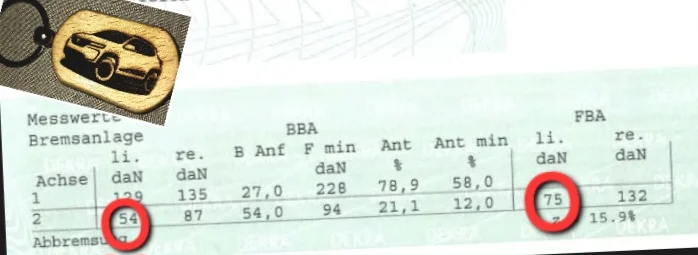 Messwerte
Bremsanlage BBA FBA
li. re. B Anf F min Ant Ant min li. re.
Achse daN daN daN % % daN daN
1 129 135 27,0 228 78,9 58,0
2 54 87 54,0 94 21,1 12,0 75 132
Abbremsung z 15.9%
DEKRA